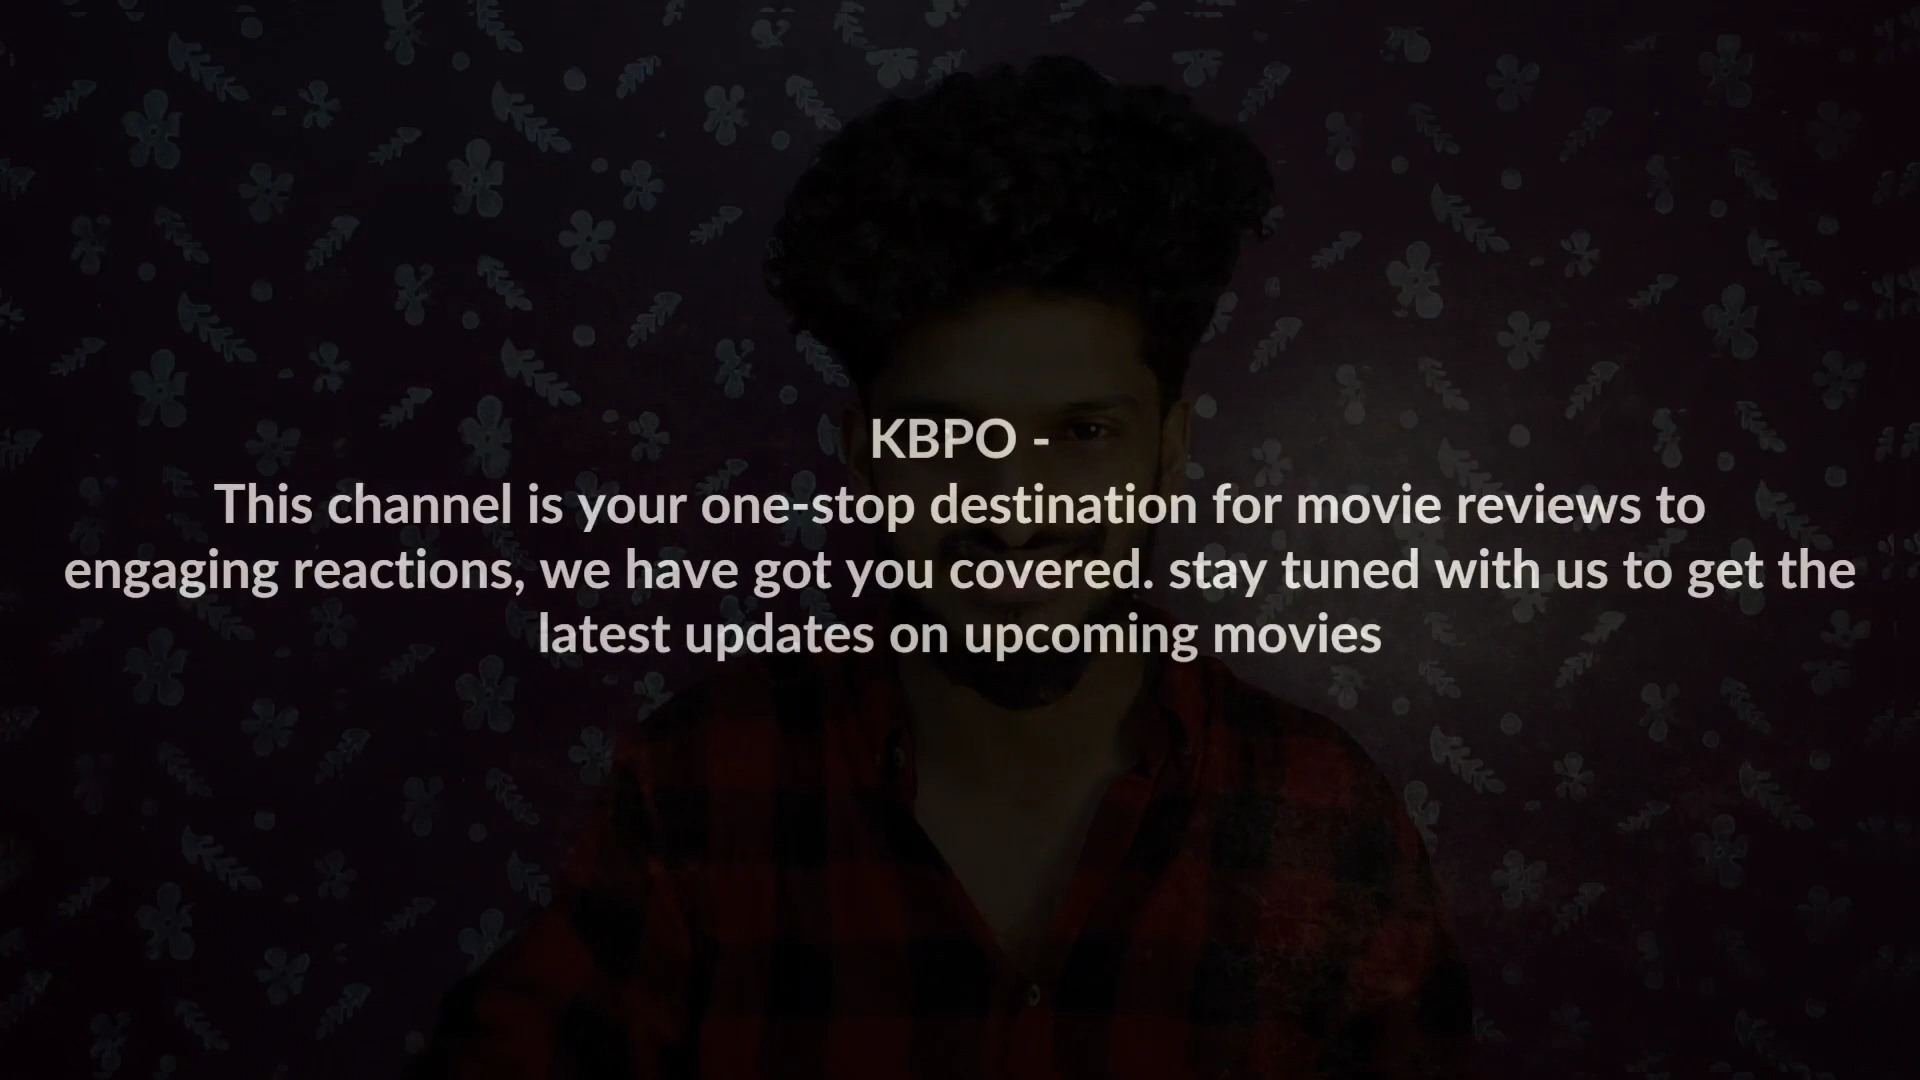 KBPO -
This channel is your one-stop destination for movie reviews to
engaging reactions, we have got you covered. stay tuned with us to get the
latest updates on upcoming movies